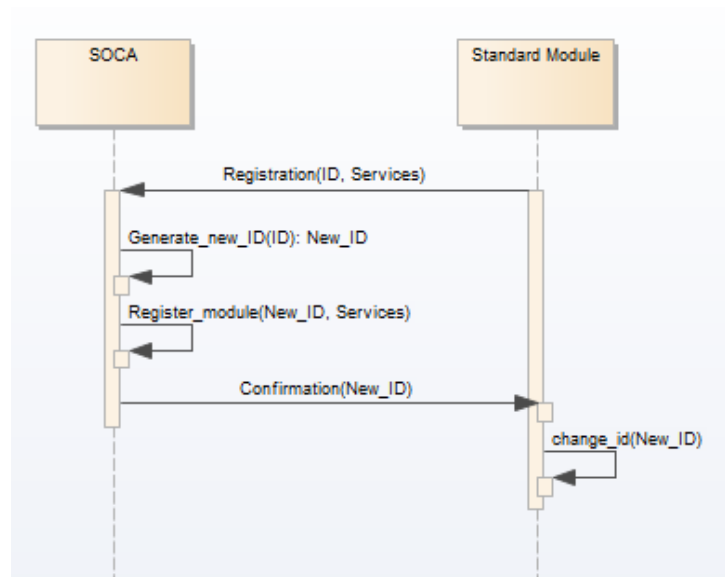 SOCA
Standard Module
Registration(ID, Services)
Generate_new_ID(ID): New_ID
Register_module(New_ID, Services)
Confirmation(New_ID)
change_id(New_ID)